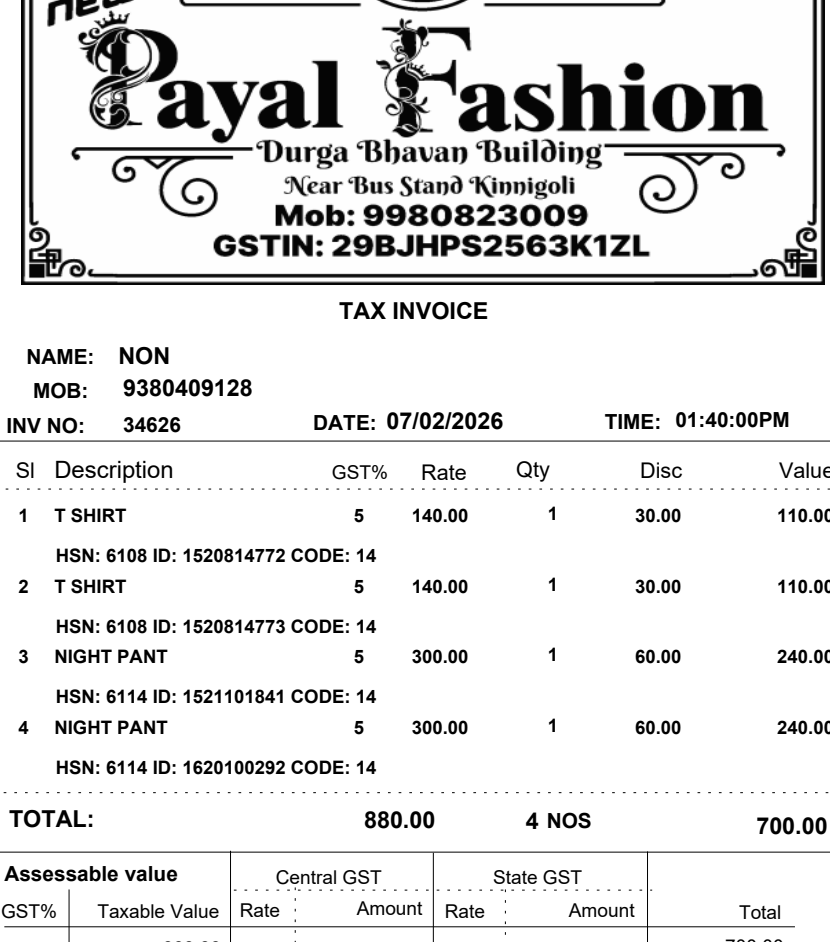 new
Payal Fashion
Durga Bhavan Building
Near Bus Stand Kinnigoli
Mob: 9980823009
GSTIN: 29BJHPS2563K1ZL
TAX INVOICE
NAME: NON
MOB: 9380409128
INV NO: 34626 DATE: 07/02/2026 TIME: 01:40:00PM
Sl Description GST% Rate Qty Disc Value
1 T SHIRT 5 140.00 1 30.00 110.00
HSN: 6108 ID: 1520814772 CODE: 14
2 T SHIRT 5 140.00 1 30.00 110.00
HSN: 6108 ID: 1520814773 CODE: 14
3 NIGHT PANT 5 300.00 1 60.00 240.00
HSN: 6114 ID: 1521101841 CODE: 14
4 NIGHT PANT 5 300.00 1 60.00 240.00
HSN: 6114 ID: 1620100292 CODE: 14
TOTAL: 880.00 4 NOS 700.00
Assessable value Central GST State GST
GST% Taxable Value Rate Amount Rate Amount Total